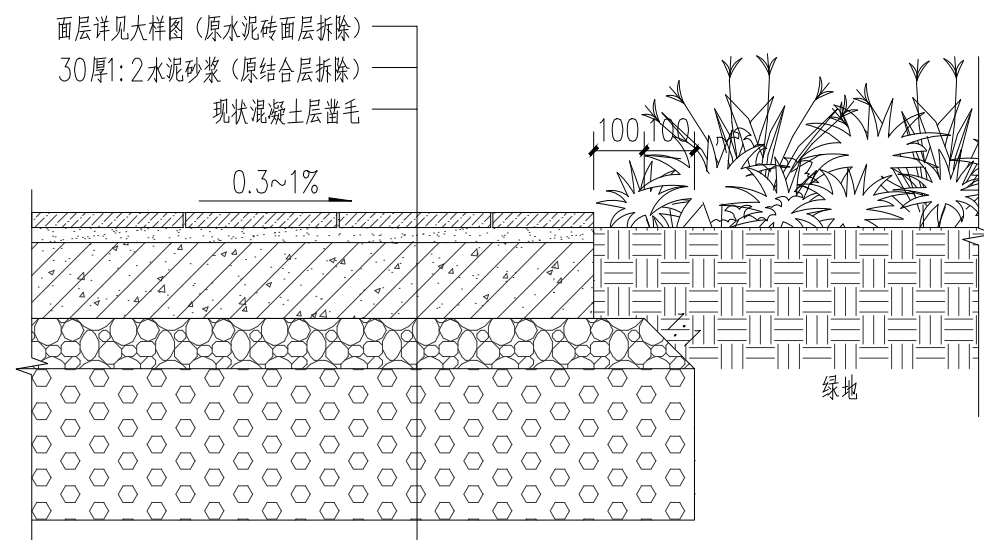 面层详见大样图（原水泥砖面层拆除）
30厚1：2水泥砂浆（原结合层拆除）
现状混凝土层凿毛
100 100
0.3~1%
绿地